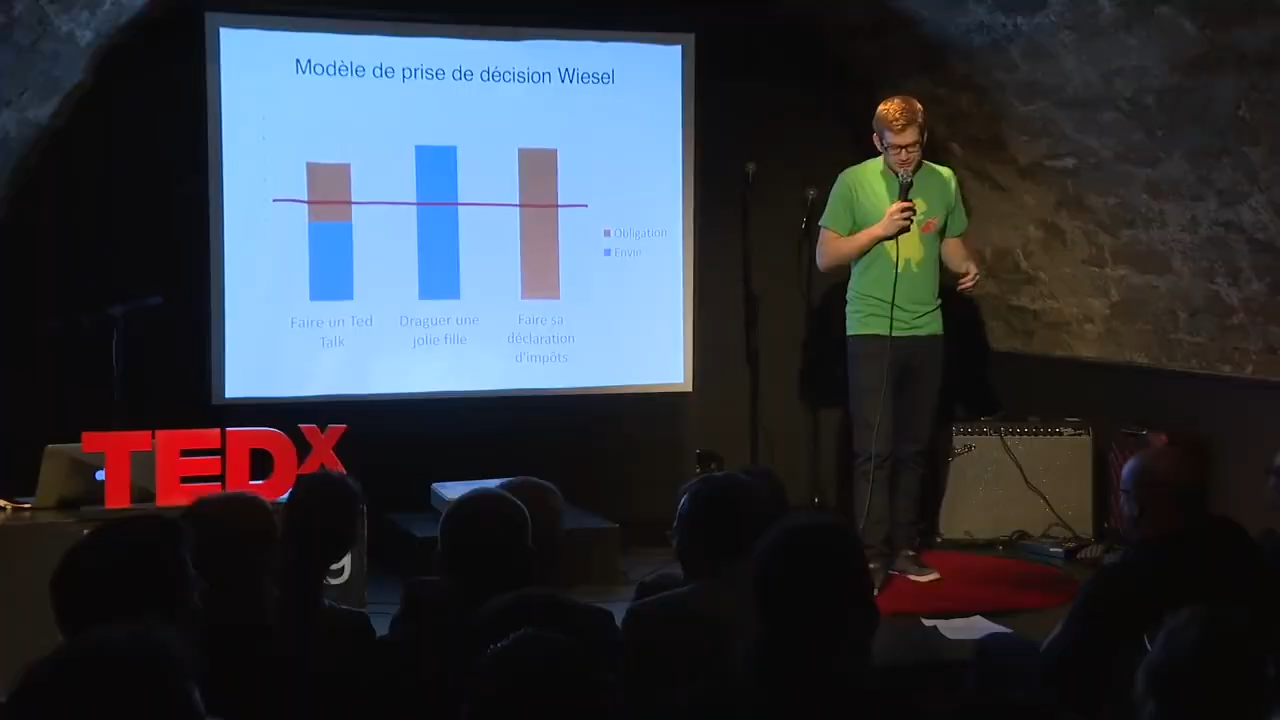 Modèle de prise de décision Wiesel
Obligation
Envie
Faire un Ted
Talk
Draguer une
jolie fille
Faire sa
déclaration
d'impôts
TEDx
g